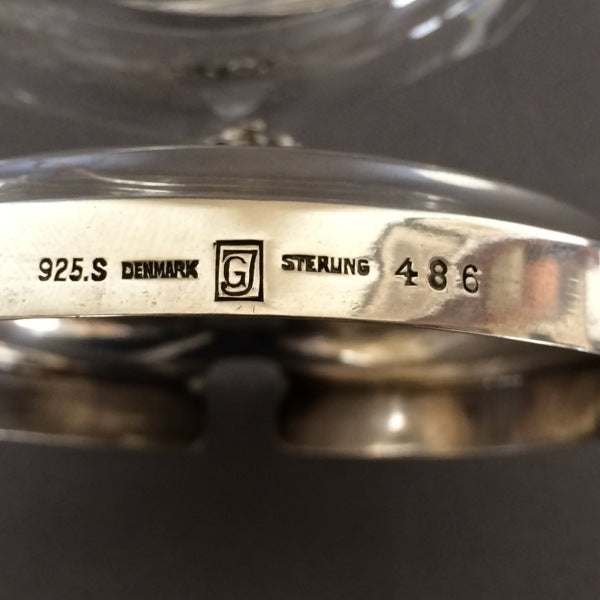 925.S DENMARK GJ STERLING 486